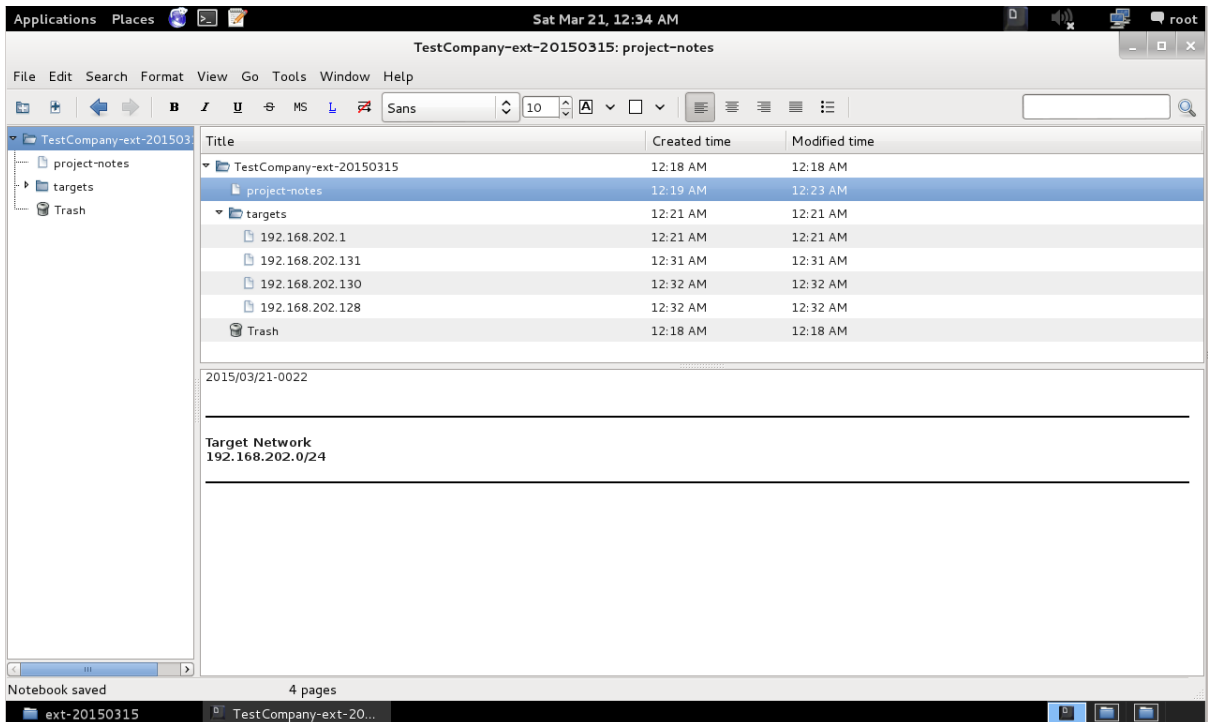 Applications Places Sat Mar 21, 12:34 AM root
TestCompany-ext-20150315: project-notes
File Edit Search Format View Go Tools Window Help
B I U S MS L Sans 10 A
TestCompany-ext-201503
project-notes
targets
Trash
Title Created time Modified time
TestCompany-ext-20150315 12:18 AM 12:18 AM
project-notes 12:19 AM 12:23 AM
targets 12:21 AM 12:21 AM
192.168.202.1 12:21 AM 12:21 AM
192.168.202.131 12:31 AM 12:31 AM
192.168.202.130 12:32 AM 12:32 AM
192.168.202.128 12:32 AM 12:32 AM
Trash 12:18 AM 12:18 AM
2015/03/21-0022
Target Network
192.168.202.0/24
Notebook saved 4 pages
ext-20150315 TestCompany-ext-20...